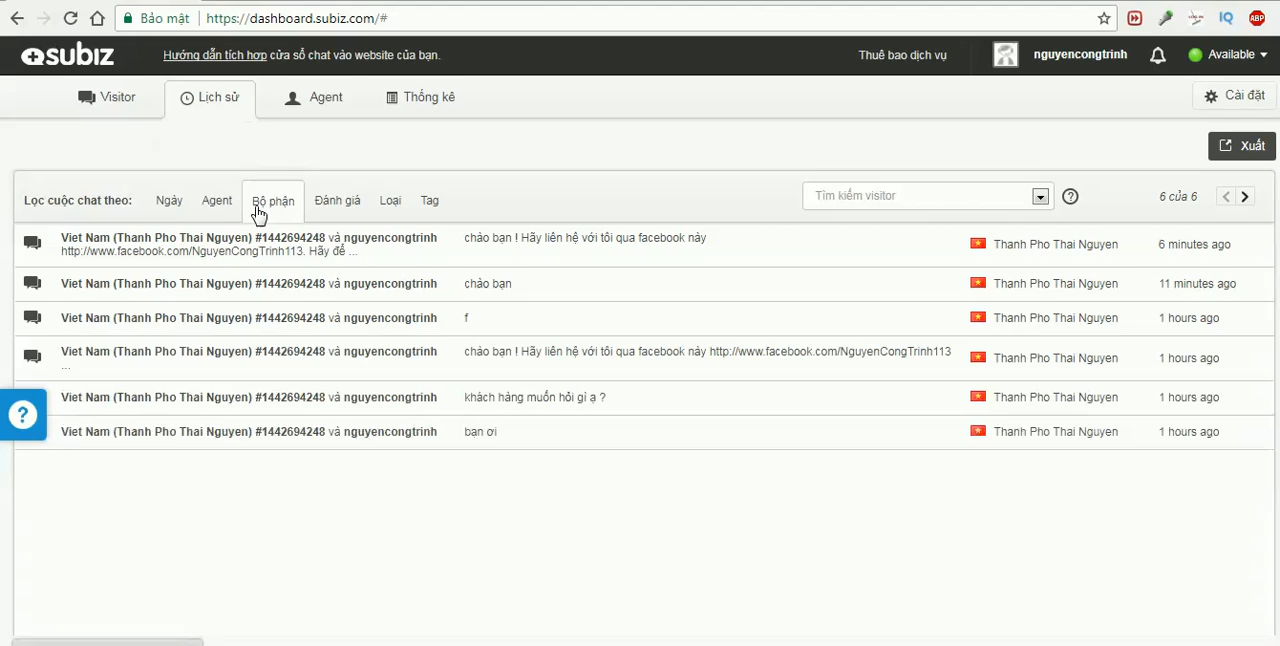 Bảo mật https://dashboard.subiz.com/# IQ ABP
subiz Hướng dẫn tích hợp cửa sổ chat vào website của bạn. Thuê bao dịch vụ nguyencongtrinh Available
Visitor Lịch sử Agent Thống kê Cài đặt
Xuất
Lọc cuộc chat theo: Ngày Agent Bộ phận Đánh giá Loại Tag Tìm kiếm visitor ? 6 của 6
Viet Nam (Thanh Pho Thai Nguyen) #1442694248 và nguyencongtrinh chào bạn ! Hãy liên hệ với tôi qua facebook này Thanh Pho Thai Nguyen 6 minutes ago
http://www.facebook.com/NguyenCongTrinh113. Hãy để ...
Viet Nam (Thanh Pho Thai Nguyen) #1442694248 và nguyencongtrinh chào bạn Thanh Pho Thai Nguyen 11 minutes ago
Viet Nam (Thanh Pho Thai Nguyen) #1442694248 và nguyencongtrinh f Thanh Pho Thai Nguyen 1 hours ago
Viet Nam (Thanh Pho Thai Nguyen) #1442694248 và nguyencongtrinh chào bạn ! Hãy liên hệ với tôi qua facebook này http://www.facebook.com/NguyenCongTrinh113 Thanh Pho Thai Nguyen 1 hours ago
...
Viet Nam (Thanh Pho Thai Nguyen) #1442694248 và nguyencongtrinh khách hàng muốn hỏi gì ạ ? Thanh Pho Thai Nguyen 1 hours ago
?
Viet Nam (Thanh Pho Thai Nguyen) #1442694248 và nguyencongtrinh bạn ơi Thanh Pho Thai Nguyen 1 hours ago